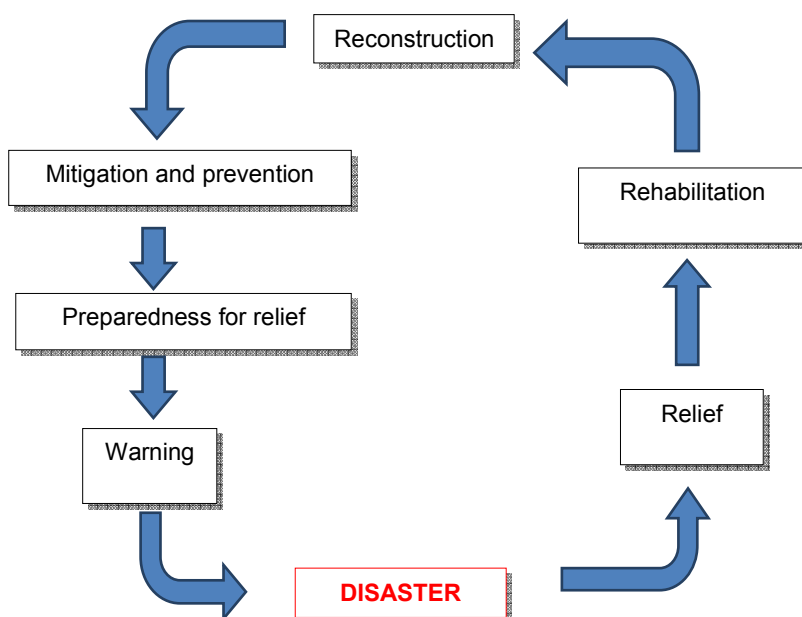 Reconstruction
Mitigation and prevention
Rehabilitation
Preparedness for relief
Relief
Warning
DISASTER